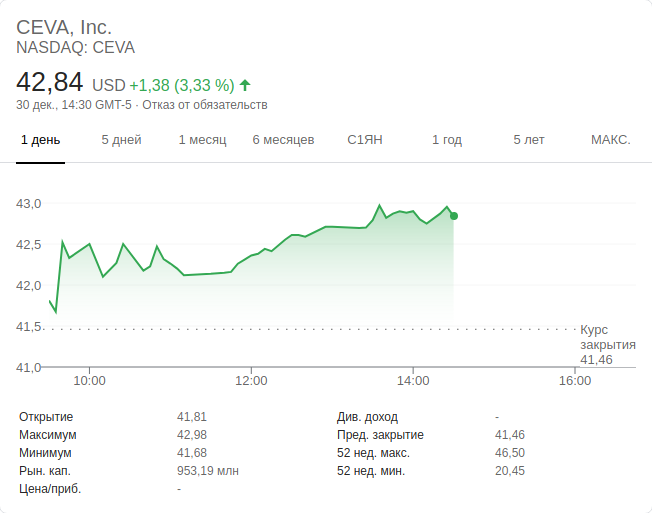 CEVA, Inc.
NASDAQ: CEVA
42,84 USD +1,38 (3,33 %)
30 дек., 14:30 GMT-5 · Отказ от обязательств
1 день 5 дней 1 месяц 6 месяцев С1ЯН 1 год 5 лет МАКС.
43,0
42,5
42,0
41,5
Курс
закрытия
41,46
41,0
10:00 12:00 14:00 16:00
Открытие 41,81 Див. доход -
Максимум 42,98 Пред. закрытие 41,46
Минимум 41,68 52 нед. макс. 46,50
Рын. кап. 953,19 млн 52 нед. мин. 20,45
Цена/приб. -